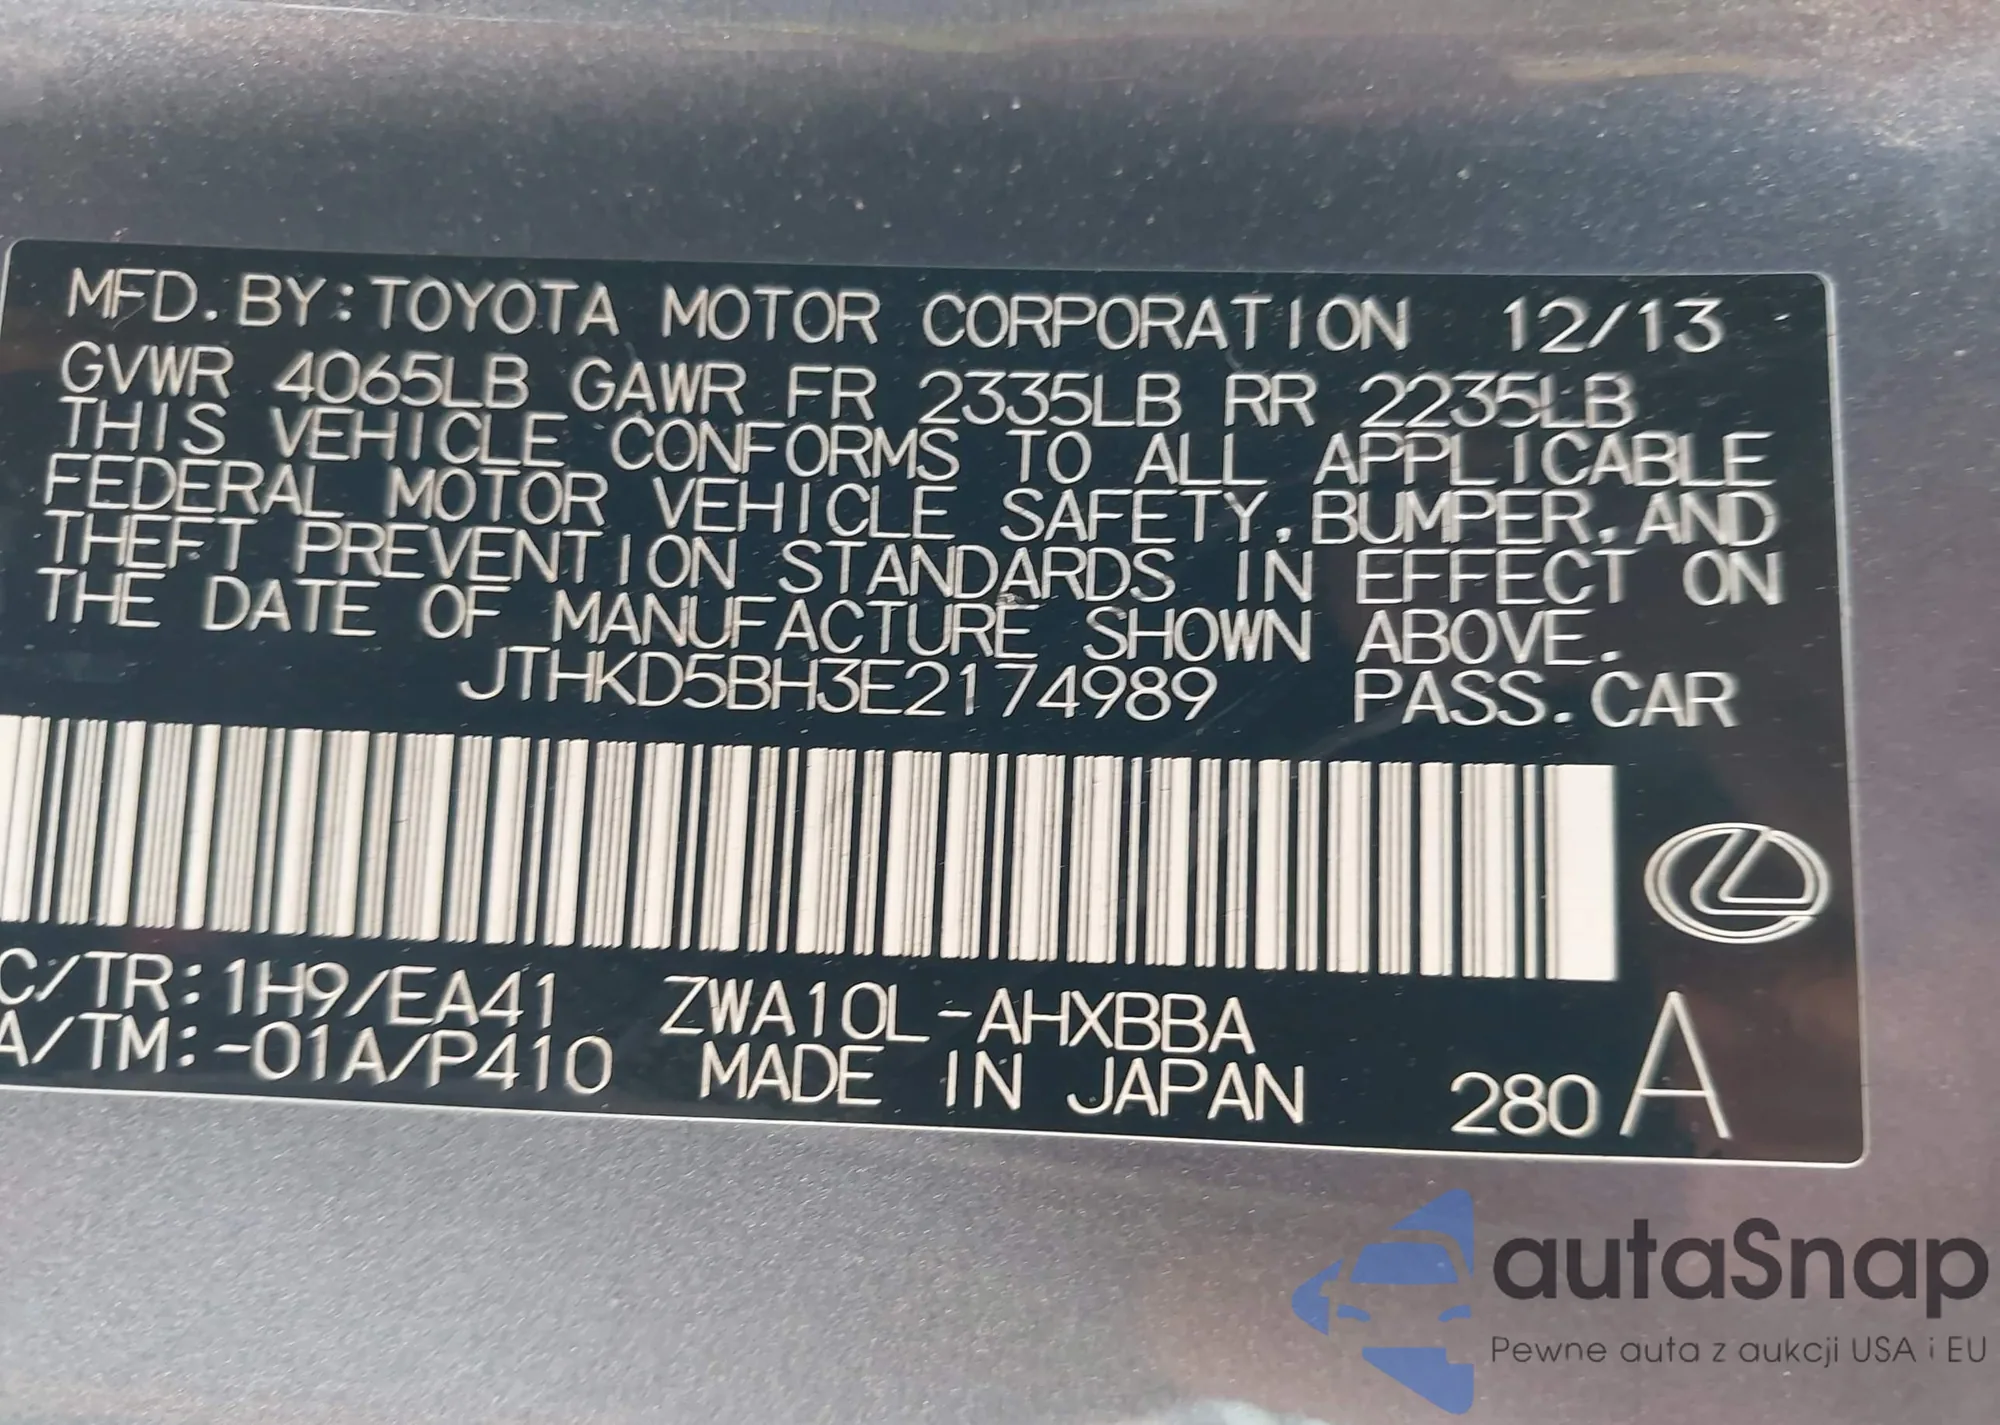 MFD.BY:TOYOTA MOTOR CORPORATION 12/13
GVWR 4065LB GAWR FR 2335LB RR 2235LB
THIS VEHICLE CONFORMS TO ALL APPLICABLE
FEDERAL MOTOR VEHICLE SAFETY,BUMPER,AND
THEFT PREVENTION STANDARDS IN EFFECT ON
THE DATE OF MANUFACTURE SHOWN ABOVE.
JTHKD5BH3E2174989 PASS.CAR
C/TR:1H9/EA41 ZWA10L-AHXBBA
A/TM:-01A/P410 MADE IN JAPAN 280 A
autaSnap
Pewne auta z aukcji USA i EU